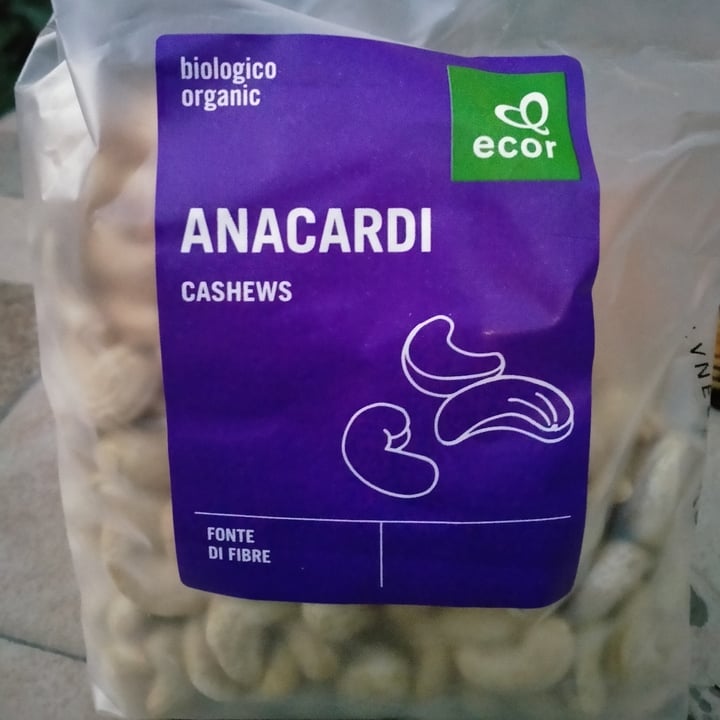 biologico
organic
ecor
ANACARDI
CASHEWS
FONTE
DI FIBRE